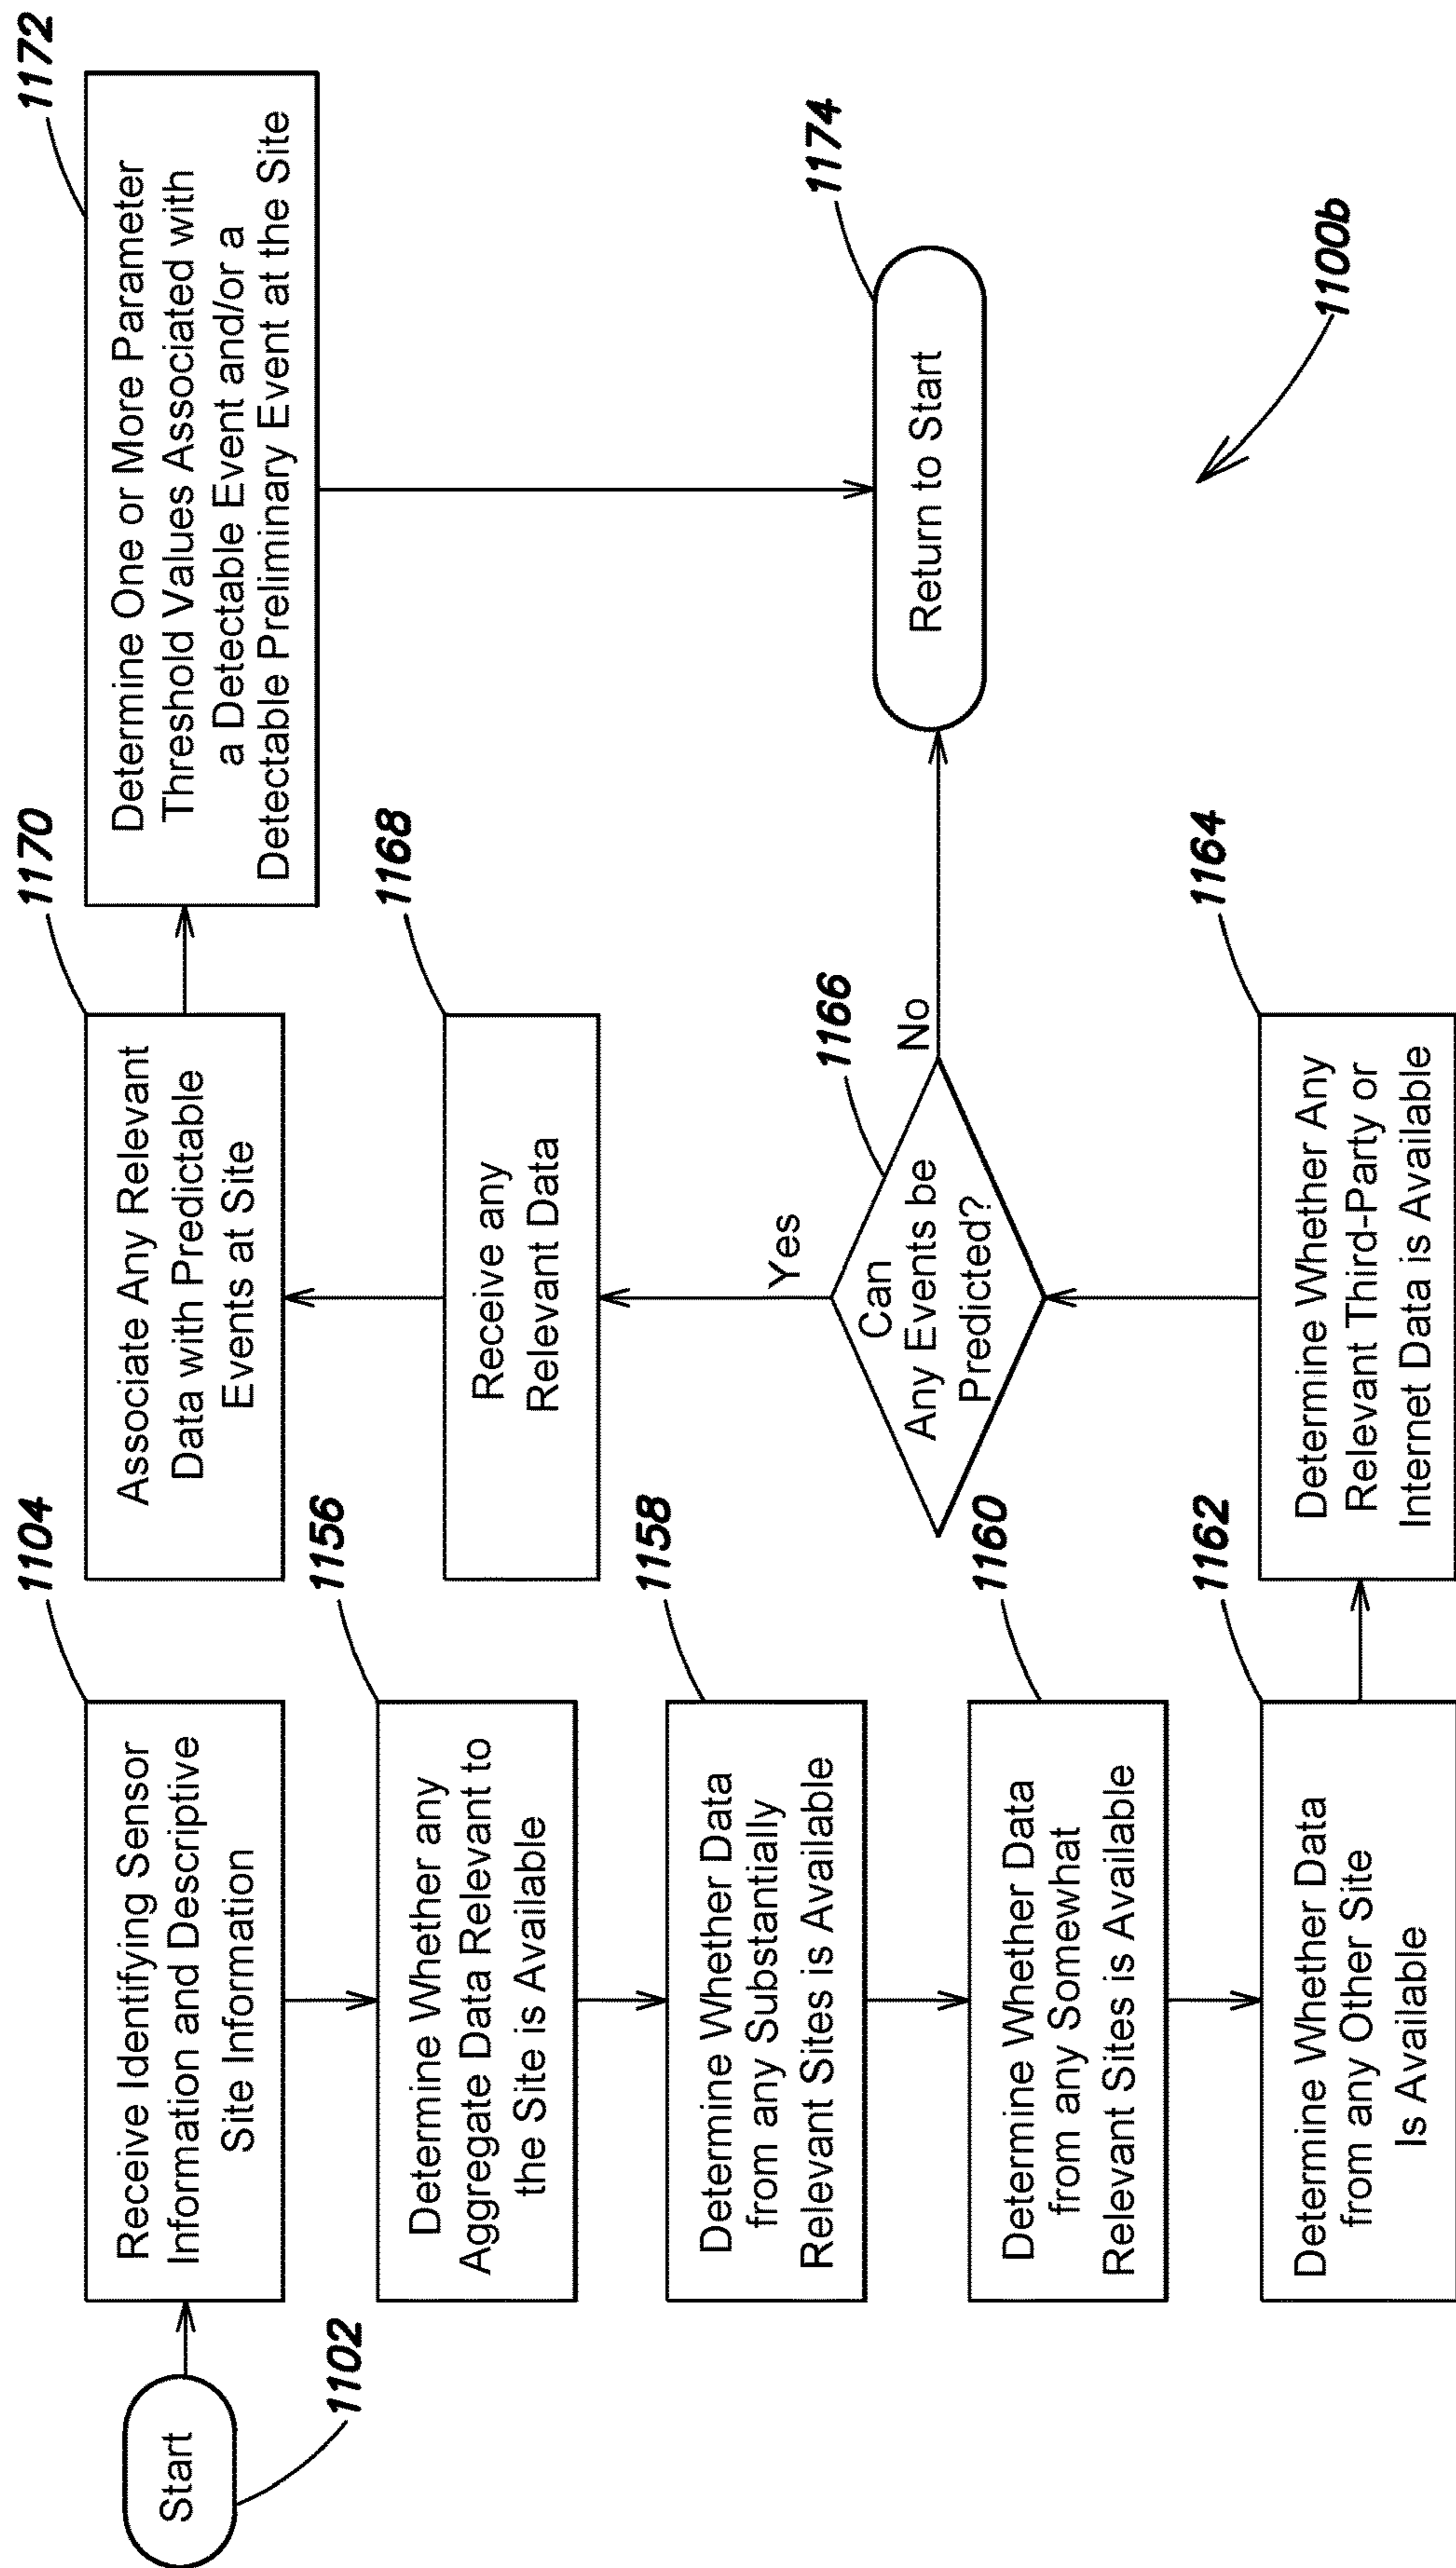 Start
1102
1104
Receive Identifying Sensor
Information and Descriptive
Site Information
1156
Determine Whether any
Aggregate Data Relevant to
the Site is Available
1158
Determine Whether Data
from any Substantially
Relevant Sites is Available
1160
Determine Whether Data
from any Somewhat
Relevant Sites is Available
1162
Determine Whether Data
from any Other Site
Is Available
1164
Determine Whether Any
Relevant Third-Party or
Internet Data is Available
1166
Can
Any Events be
Predicted?
Yes
No
1168
Receive any
Relevant Data
1170
Associate Any Relevant
Data with Predictable
Events at Site
1172
Determine One or More Parameter
Threshold Values Associated with
a Detectable Event and/or a
Detectable Preliminary Event at the Site
1174
Return to Start
1100b